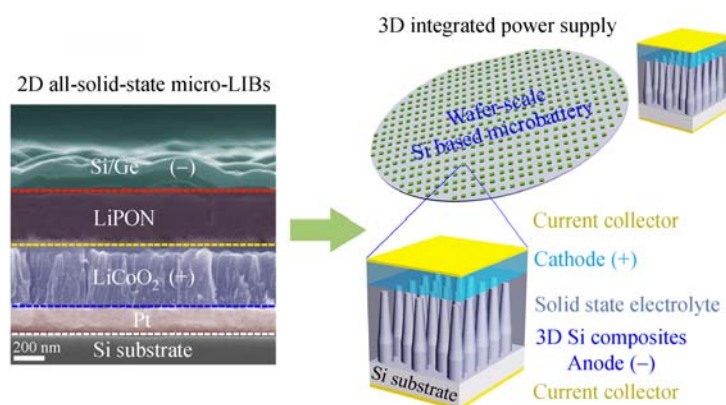 2D all-solid-state micro-LIBs
Si/Ge (−)
LiPON
LiCoO₂ (+)
Pt
Si substrate
200 nm
3D integrated power supply
Wafer-scale
Si based microbattery
Current collector
Cathode (+)
Solid state electrolyte
3D Si composites
Anode (−)
Si substrate
Current collector